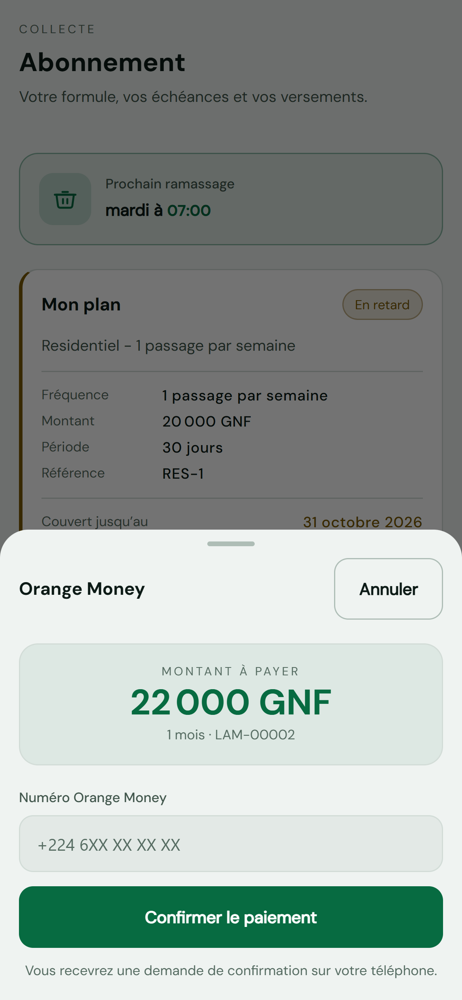 COLLECTE
Abonnement
Votre formule, vos échéances et vos versements.
Prochain ramassage
mardi à 07:00
Mon plan
En retard
Residentiel - 1 passage par semaine
Fréquence 1 passage par semaine
Montant 20 000 GNF
Période 30 jours
Référence RES-1
Couvert jusqu’au 31 octobre 2026
Orange Money
Annuler
MONTANT À PAYER
22 000 GNF
1 mois · LAM-00002
Numéro Orange Money
+224 6XX XX XX XX
Confirmer le paiement
Vous recevrez une demande de confirmation sur votre téléphone.